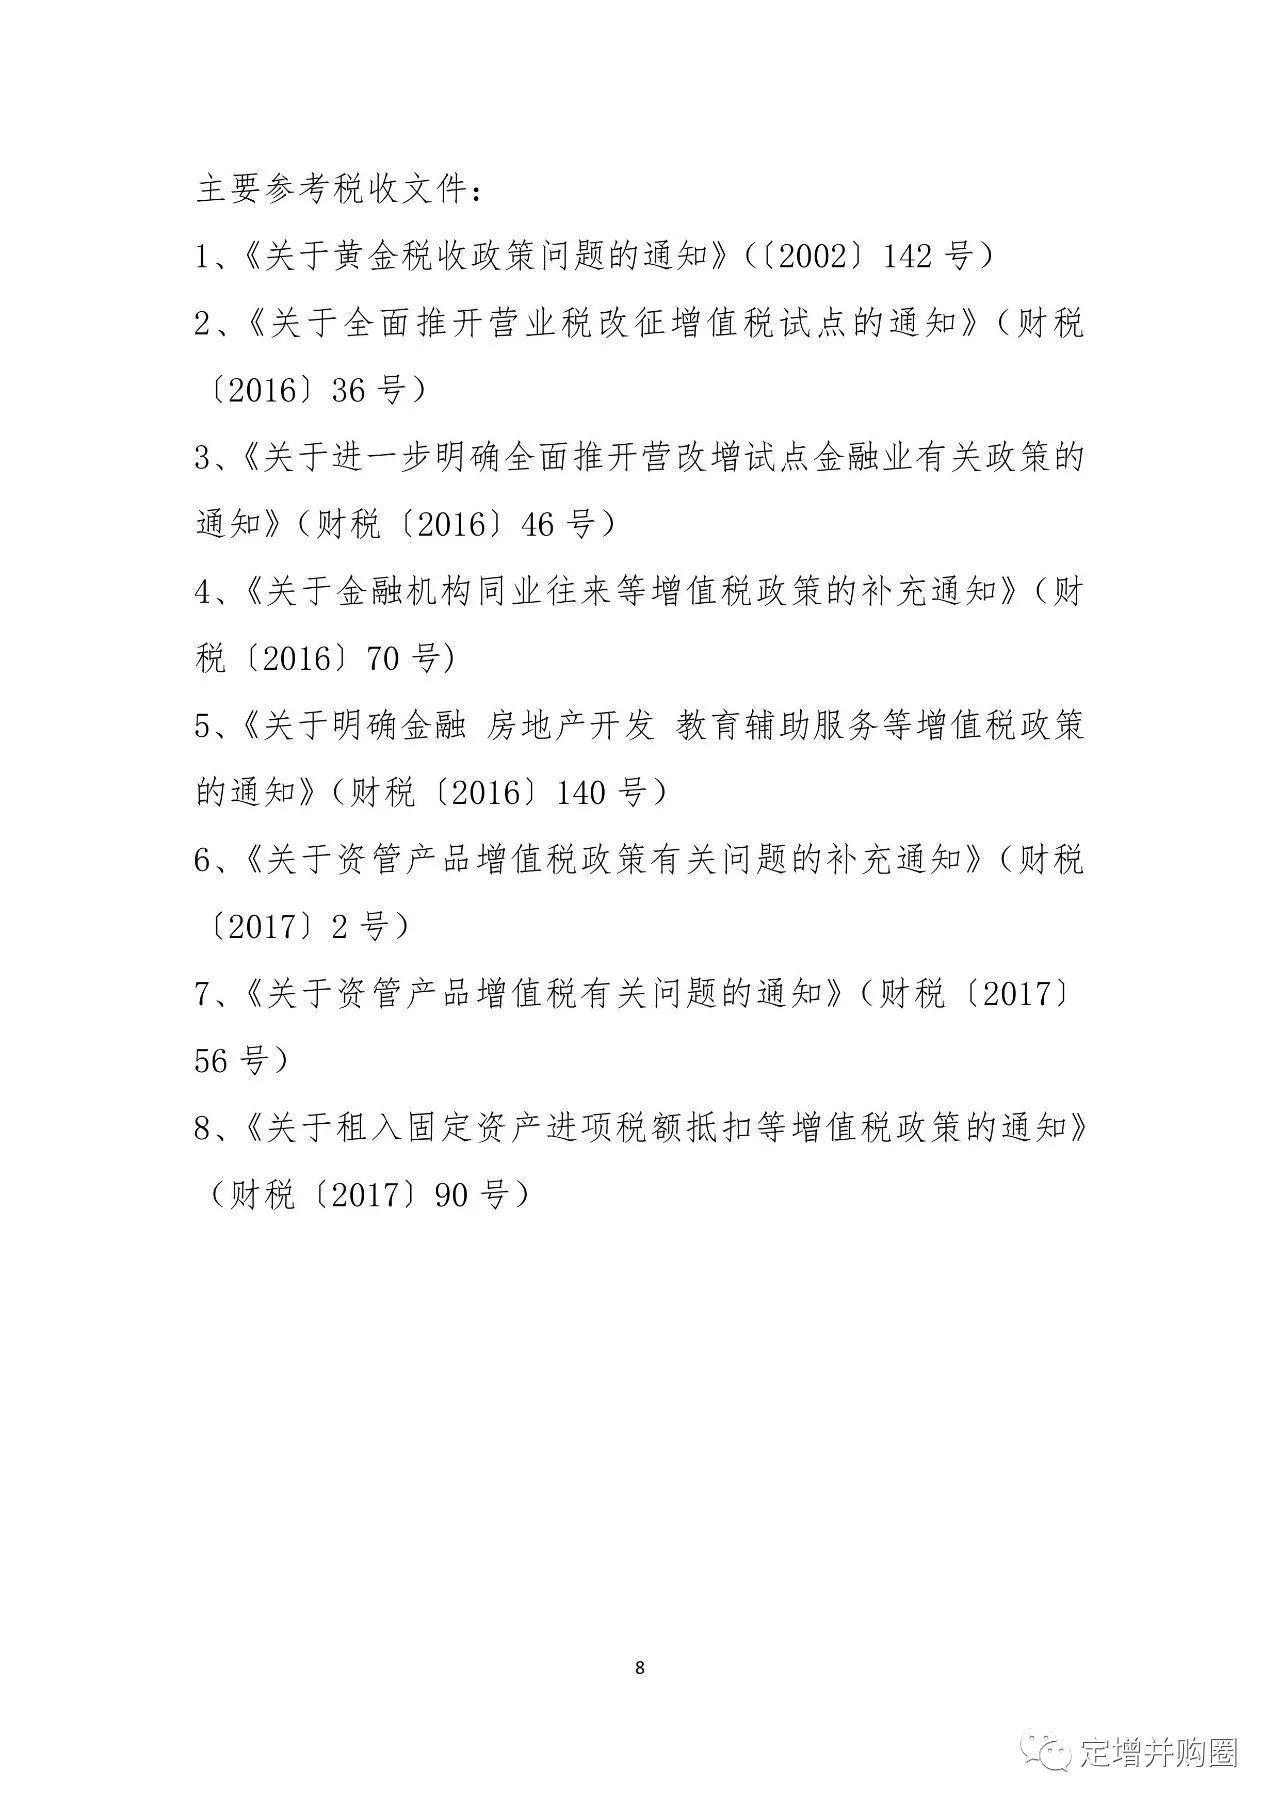 主要参考税收文件：
1、《关于黄金税收政策问题的通知》（〔2002〕142 号）
2、《关于全面推开营业税改征增值税试点的通知》（财税
〔2016〕36 号）
3、《关于进一步明确全面推开营改增试点金融业有关政策的
通知》（财税〔2016〕46 号）
4、《关于金融机构同业往来等增值税政策的补充通知》（财
税〔2016〕70 号)
5、《关于明确金融 房地产开发 教育辅助服务等增值税政策
的通知》（财税〔2016〕140 号）
6、《关于资管产品增值税政策有关问题的补充通知》（财税
〔2017〕2 号）
7、《关于资管产品增值税有关问题的通知》（财税〔2017〕
56 号）
8、《关于租入固定资产进项税额抵扣等增值税政策的通知》
（财税〔2017〕90 号）
8
定增并购圈